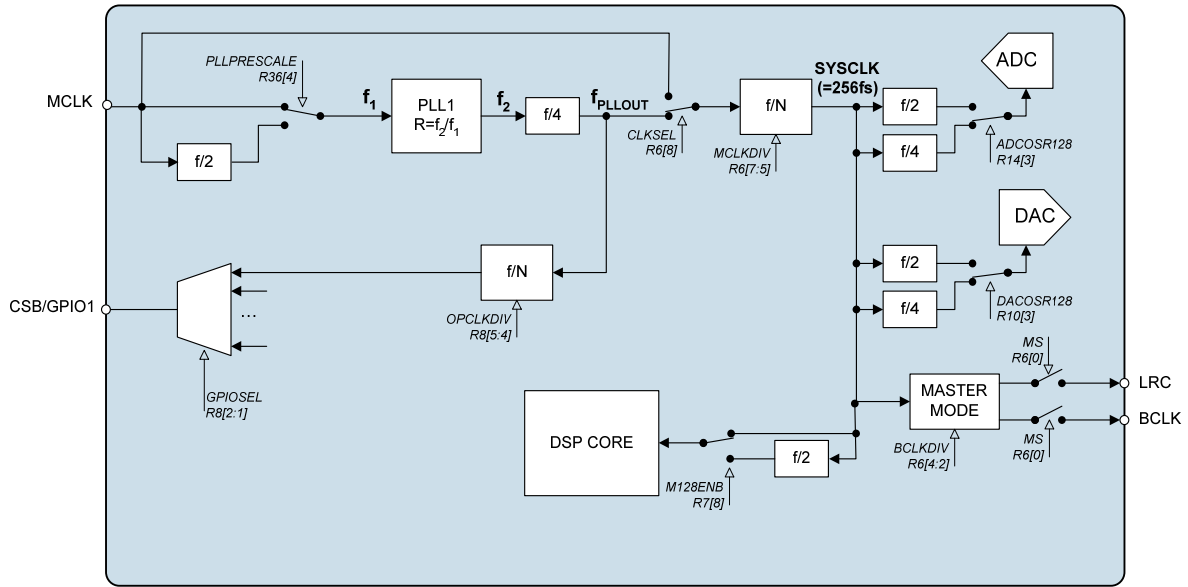 PLLPRESCALE
R36[4]
MCLK
f/2
f1
PLL1
R=f2/f1
f2
f/4
fPLLOUT
CLKSEL
R6[8]
f/N
MCLKDIV
R6[7:5]
SYSCLK
(=256fs)
f/2
f/4
ADC
ADCOSR128
R14[3]
DAC
f/2
f/4
DACOSR128
R10[3]
CSB/GPIO1
...
GPIOSEL
R8[2:1]
f/N
OPCLKDIV
R8[5:4]
DSP CORE
M128ENB
R7[8]
f/2
MASTER
MODE
BCLKDIV
R6[4:2]
MS
R6[0]
LRC
BCLK
MS
R6[0]